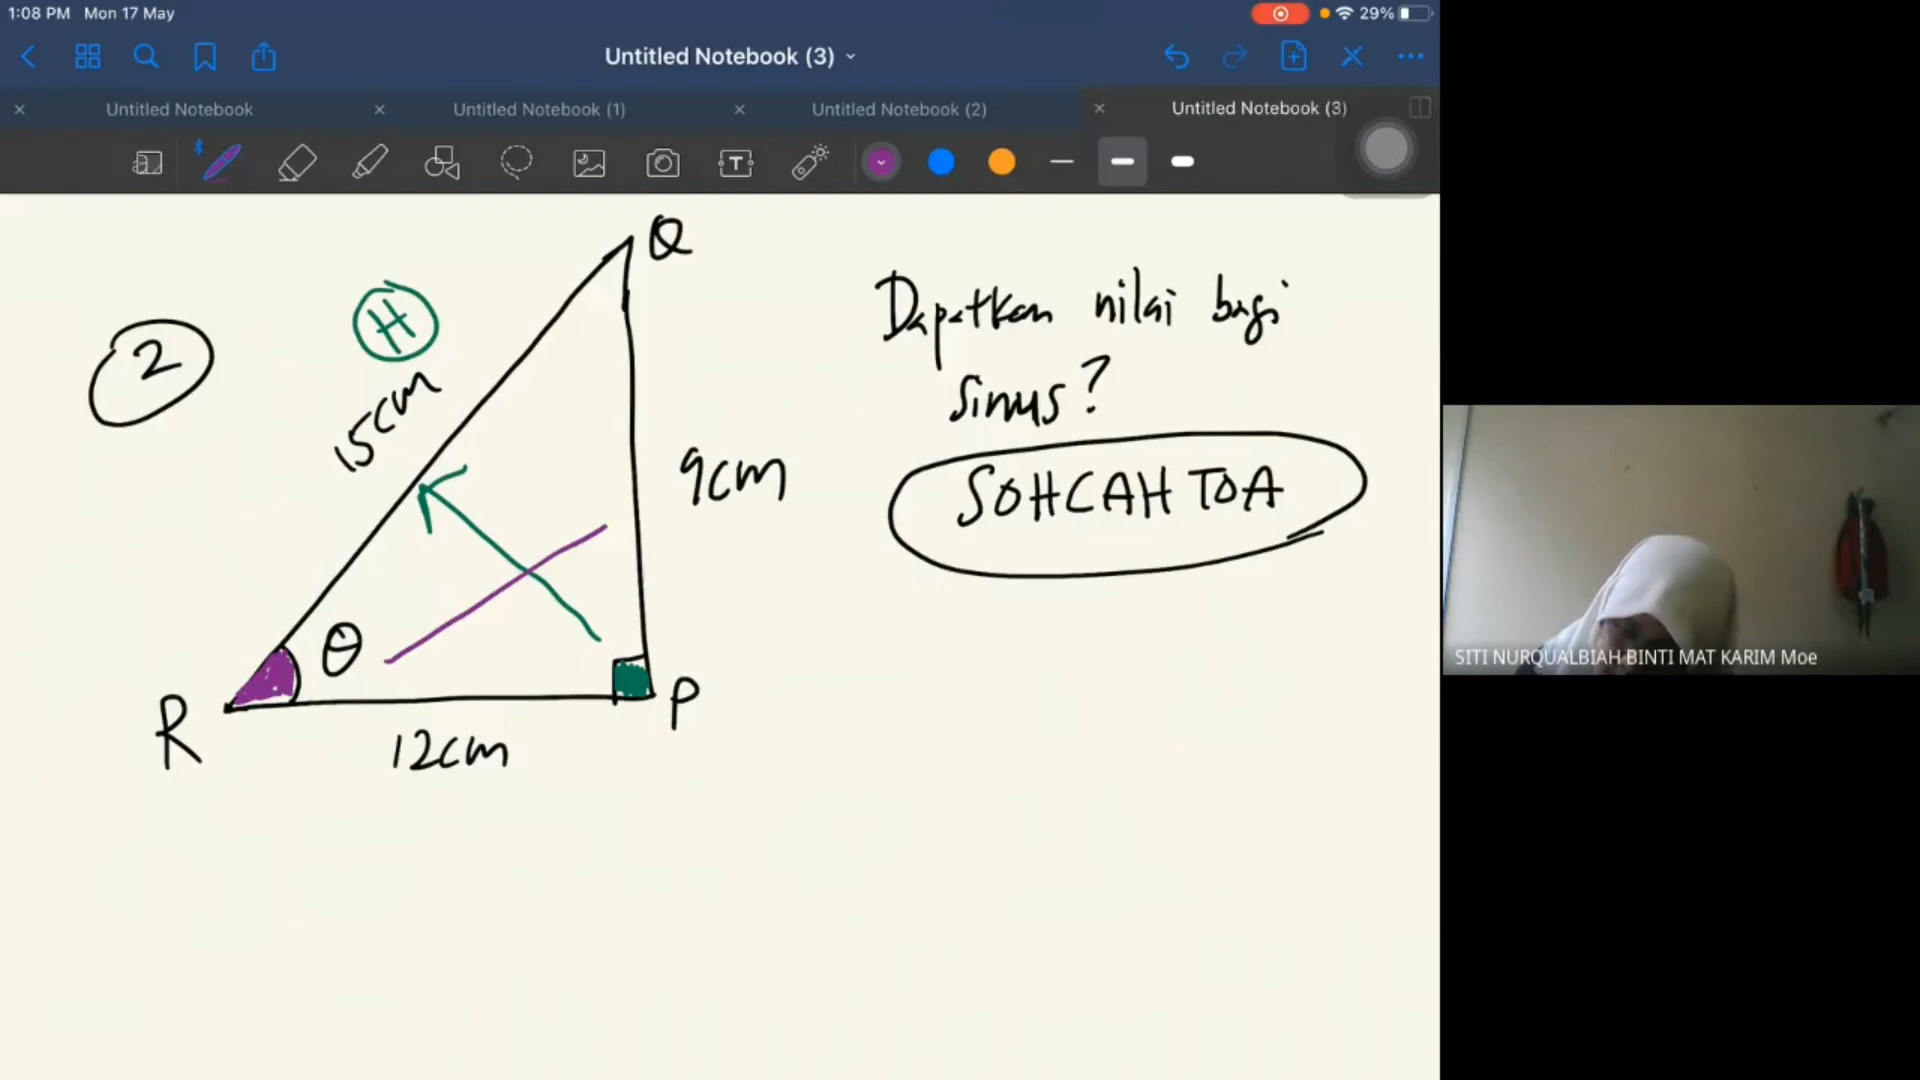 1:08 PM Mon 17 May
29%
Untitled Notebook (3)
Untitled Notebook
Untitled Notebook (1)
Untitled Notebook (2)
Untitled Notebook (3)
T
2
H
15cm
Q
9cm
θ
R
P
12cm
Dapatkan nilai bagi
Sinus?
SOHCAH TOA
SITI NURQUALBIAH BINTI MAT KARIM Moe